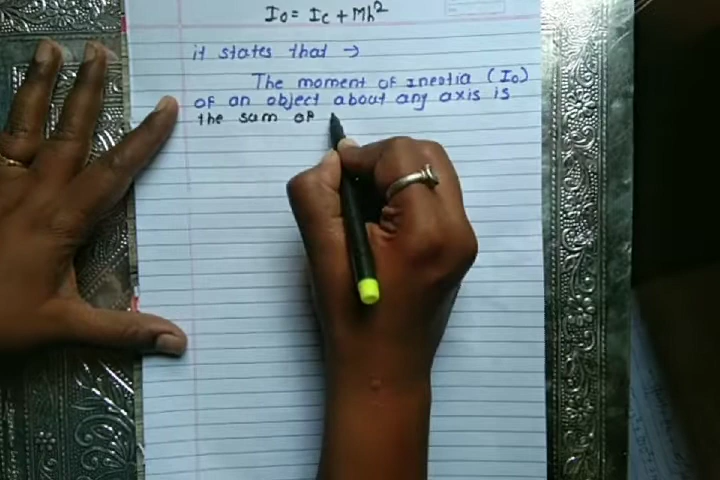 Io = Ic + Mh²
it states that →
The moment of Inertia (Io)
of an object about any axis is
the sum of